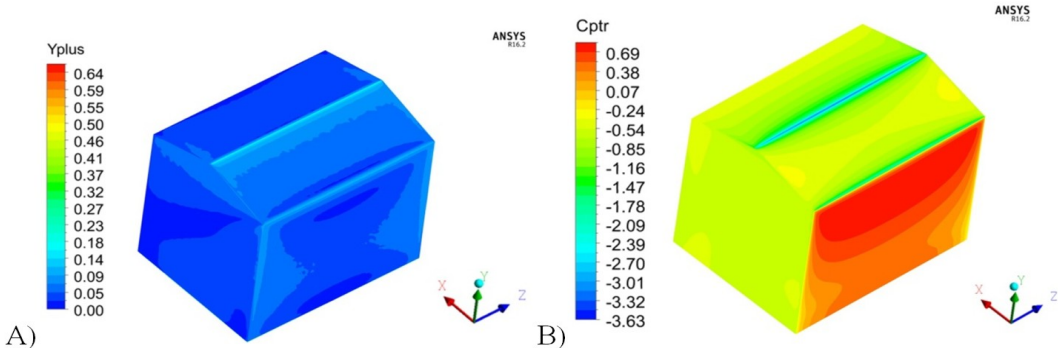 ANSYS
R16.2
Yplus
0.64
0.59
0.55
0.50
0.46
0.41
0.37
0.32
0.27
0.23
0.18
0.14
0.09
0.05
0.00
X
Y
Z
A)
ANSYS
R16.2
Cptr
0.69
0.38
0.07
-0.24
-0.54
-0.85
-1.16
-1.47
-1.78
-2.09
-2.39
-2.70
-3.01
-3.32
-3.63
X
Y
Z
B)